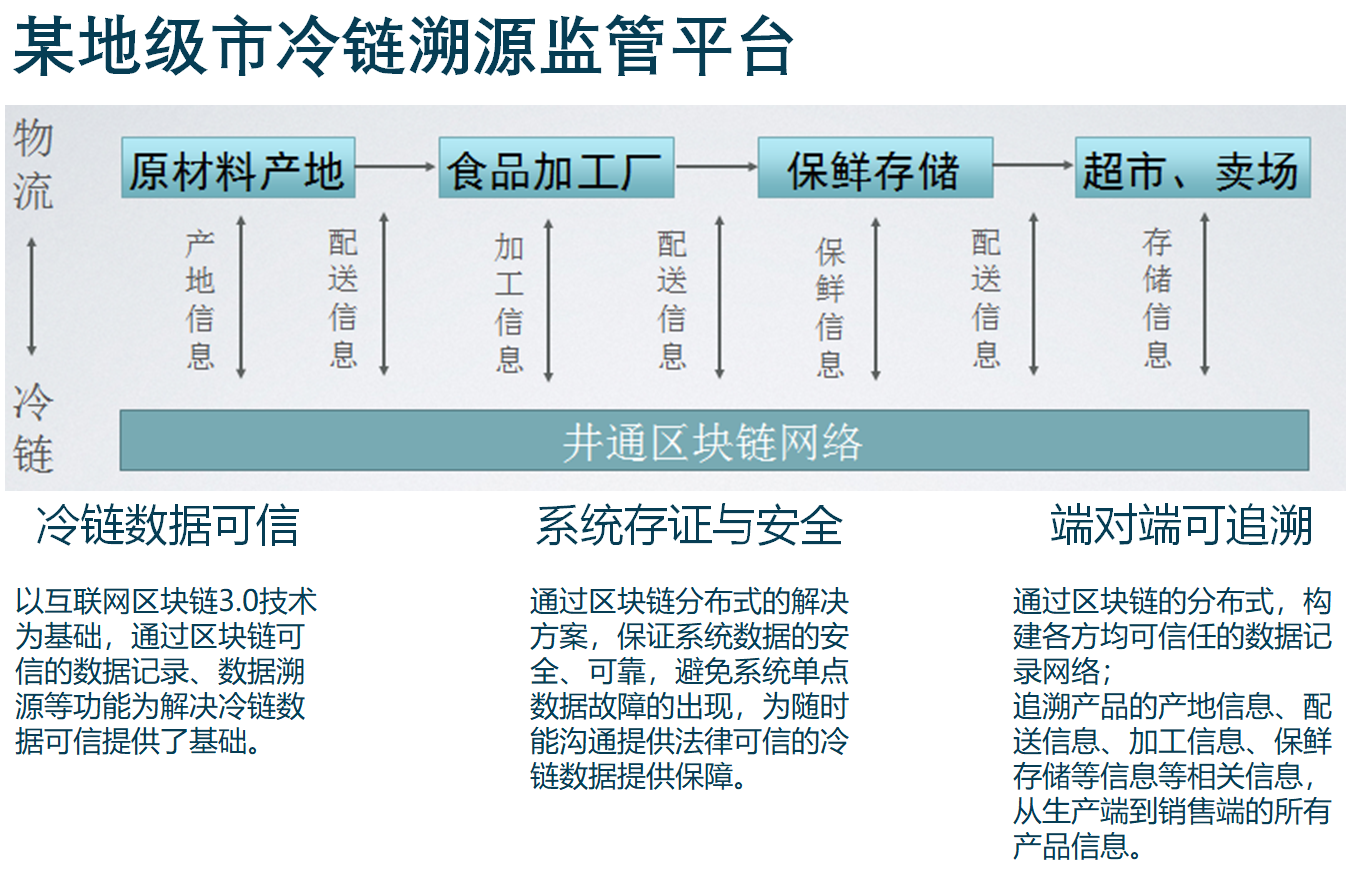 某地级市冷链溯源监管平台
物流
原材料产地
食品加工厂
保鲜存储
超市、卖场
产地信息
配送信息
加工信息
配送信息
保鲜信息
配送信息
存储信息
冷链
井通区块链网络
冷链数据可信
以互联网区块链3.0技术
为基础，通过区块链可
信的数据记录、数据溯
源等功能为解决冷链数
据可信提供了基础。
系统存证与安全
通过区块链分布式的解决
方案，保证系统数据的安
全、可靠，避免系统单点
数据故障的出现，为随时
能沟通提供法律可信的冷
链数据提供保障。
端对端可追溯
通过区块链的分布式，构
建各方均可信任的数据记
录网络；
追溯产品的产地信息、配
送信息、加工信息、保鲜
存储等信息等相关信息，
从生产端到销售端的所有
产品信息。